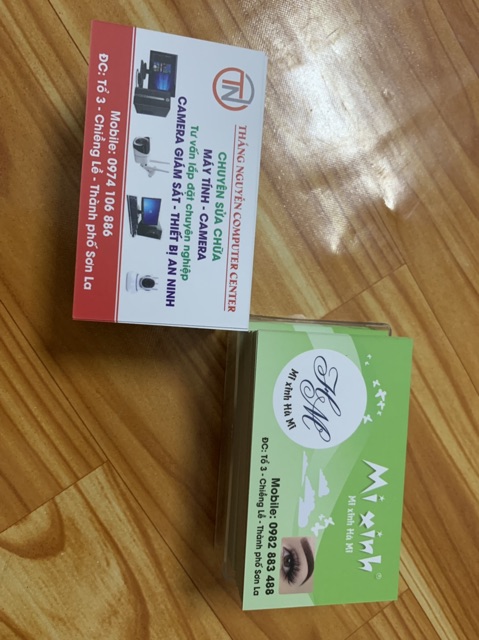 TN
THẮNG NGUYÊN COMPUTER CENTER
CHUYÊN SỬA CHỮA
MÁY TÍNH - CAMERA
Tư vấn lắp đặt chuyên nghiệp
CAMERA GIÁM SÁT - THIẾT BỊ AN NINH
Mobile: 0974 106 886
ĐC: Tổ 3 - Chiềng Lề - Thành phố Sơn La
Mi xinh
Mi xinh Hà Mi
HM
Mi xinh Hà Mi
Mobile: 0982 883 488
ĐC: Tổ 3 - Chiềng Lề - Thành phố Sơn La